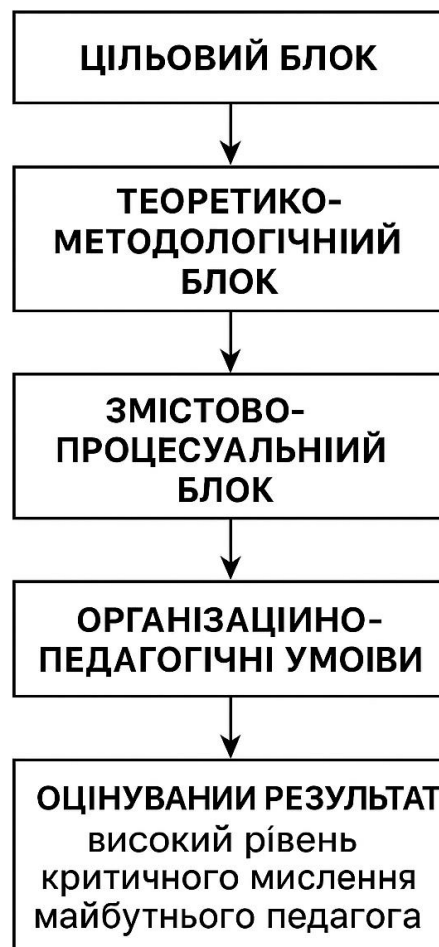 ЦІЛЬОВИЙ БЛОК
ТЕОРЕТИКО-
МЕТОДОЛОГІЧНІИЙ
БЛОК
ЗМІСТОВО-
ПРОЦЕСУАЛЬНІИЙ
БЛОК
ОРГАНІЗАЦІИНО-
ПЕДАГОГІЧНІ УМОІВИ
ОЦІНУВАНИИ РЕЗУЛЬТАТ
високий рівень
критичного мислення
майбутнього педагога